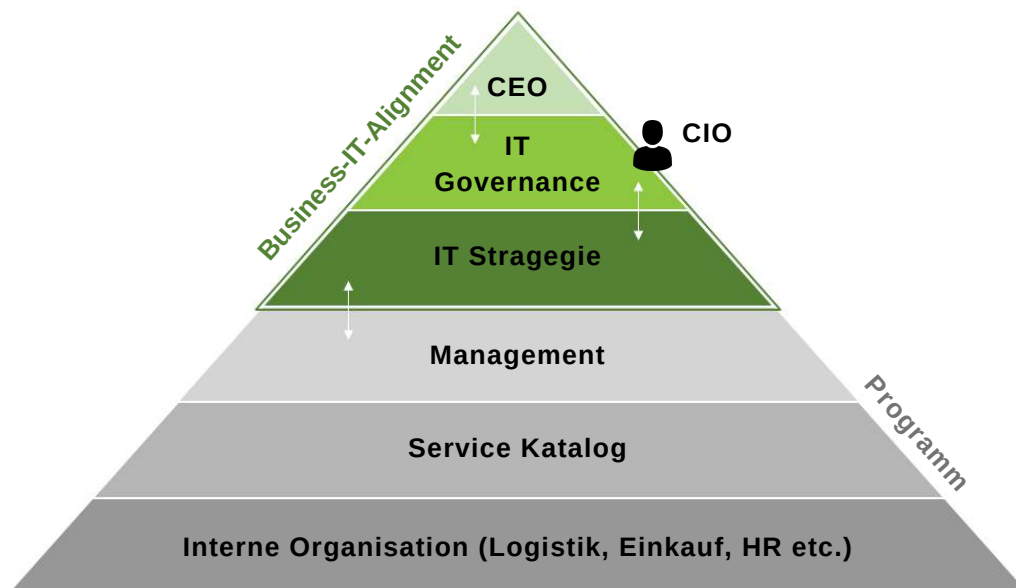 Business-IT-Alignment
CEO
CIO
IT
Governance
IT Stragegie
Management
Programm
Service Katalog
Interne Organisation (Logistik, Einkauf, HR etc.)